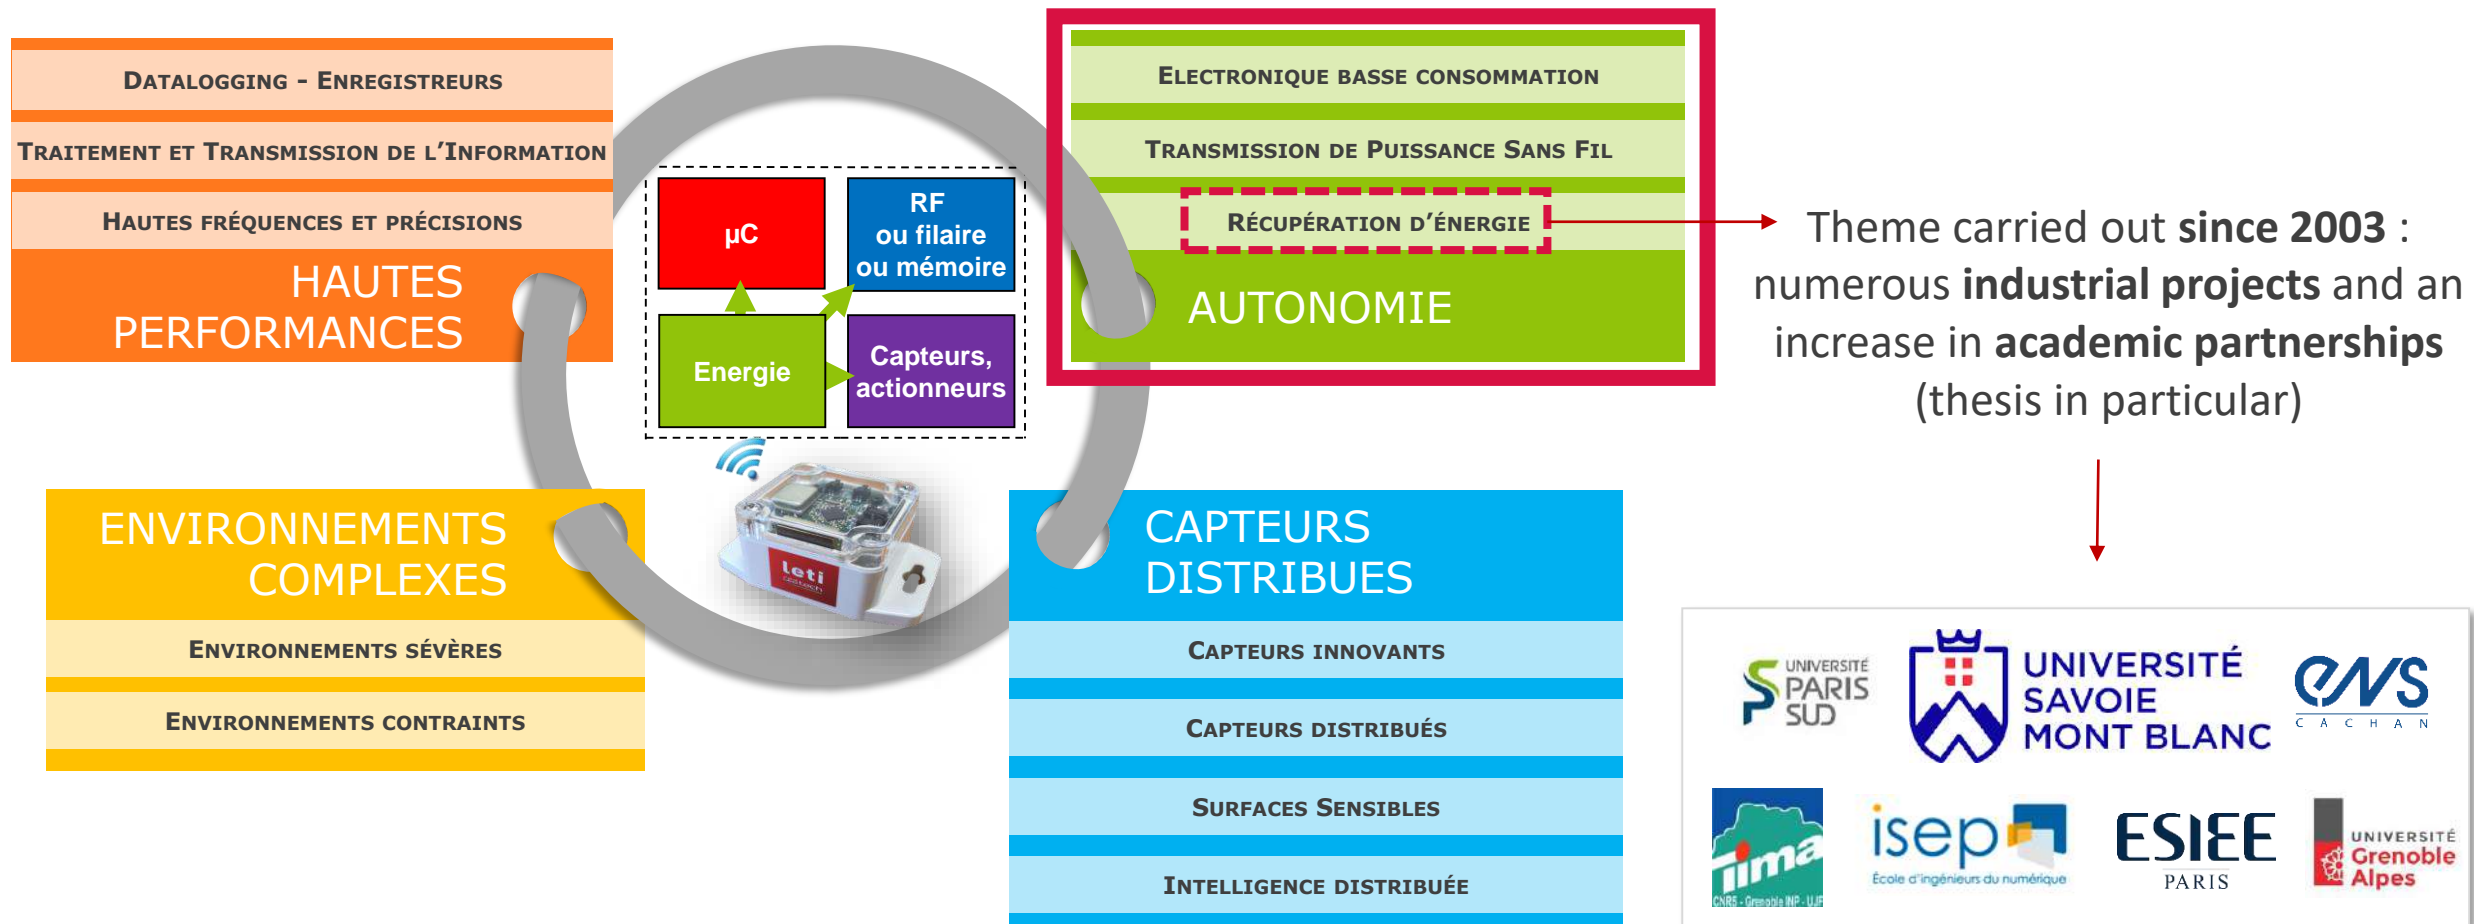 DATALOGGING - ENREGISTREURS
TRAITEMENT ET TRANSMISSION DE L'INFORMATION
HAUTES FRÉQUENCES ET PRÉCISIONS
HAUTES
PERFORMANCES
µC
RF
ou filaire
ou mémoire
Energie
Capteurs,
actionneurs
leti
ELECTRONIQUE BASSE CONSOMMATION
TRANSMISSION DE PUISSANCE SANS FIL
RÉCUPÉRATION D'ÉNERGIE
AUTONOMIE
Theme carried out since 2003 :
numerous industrial projects and an
increase in academic partnerships
(thesis in particular)
ENVIRONNEMENTS
COMPLEXES
ENVIRONNEMENTS SÉVÈRES
ENVIRONNEMENTS CONTRAINTS
CAPTEURS
DISTRIBUES
CAPTEURS INNOVANTS
CAPTEURS DISTRIBUÉS
SURFACES SENSIBLES
INTELLIGENCE DISTRIBUÉE
UNIVERSITÉ
PARIS
SUD
UNIVERSITÉ
SAVOIE
MONT BLANC
ens
CACHAN
Tima
CNRS - Grenoble INP - UJF
isep
École d'ingénieurs du numérique
ESIEE
PARIS
UNIVERSITÉ
Grenoble
Alpes